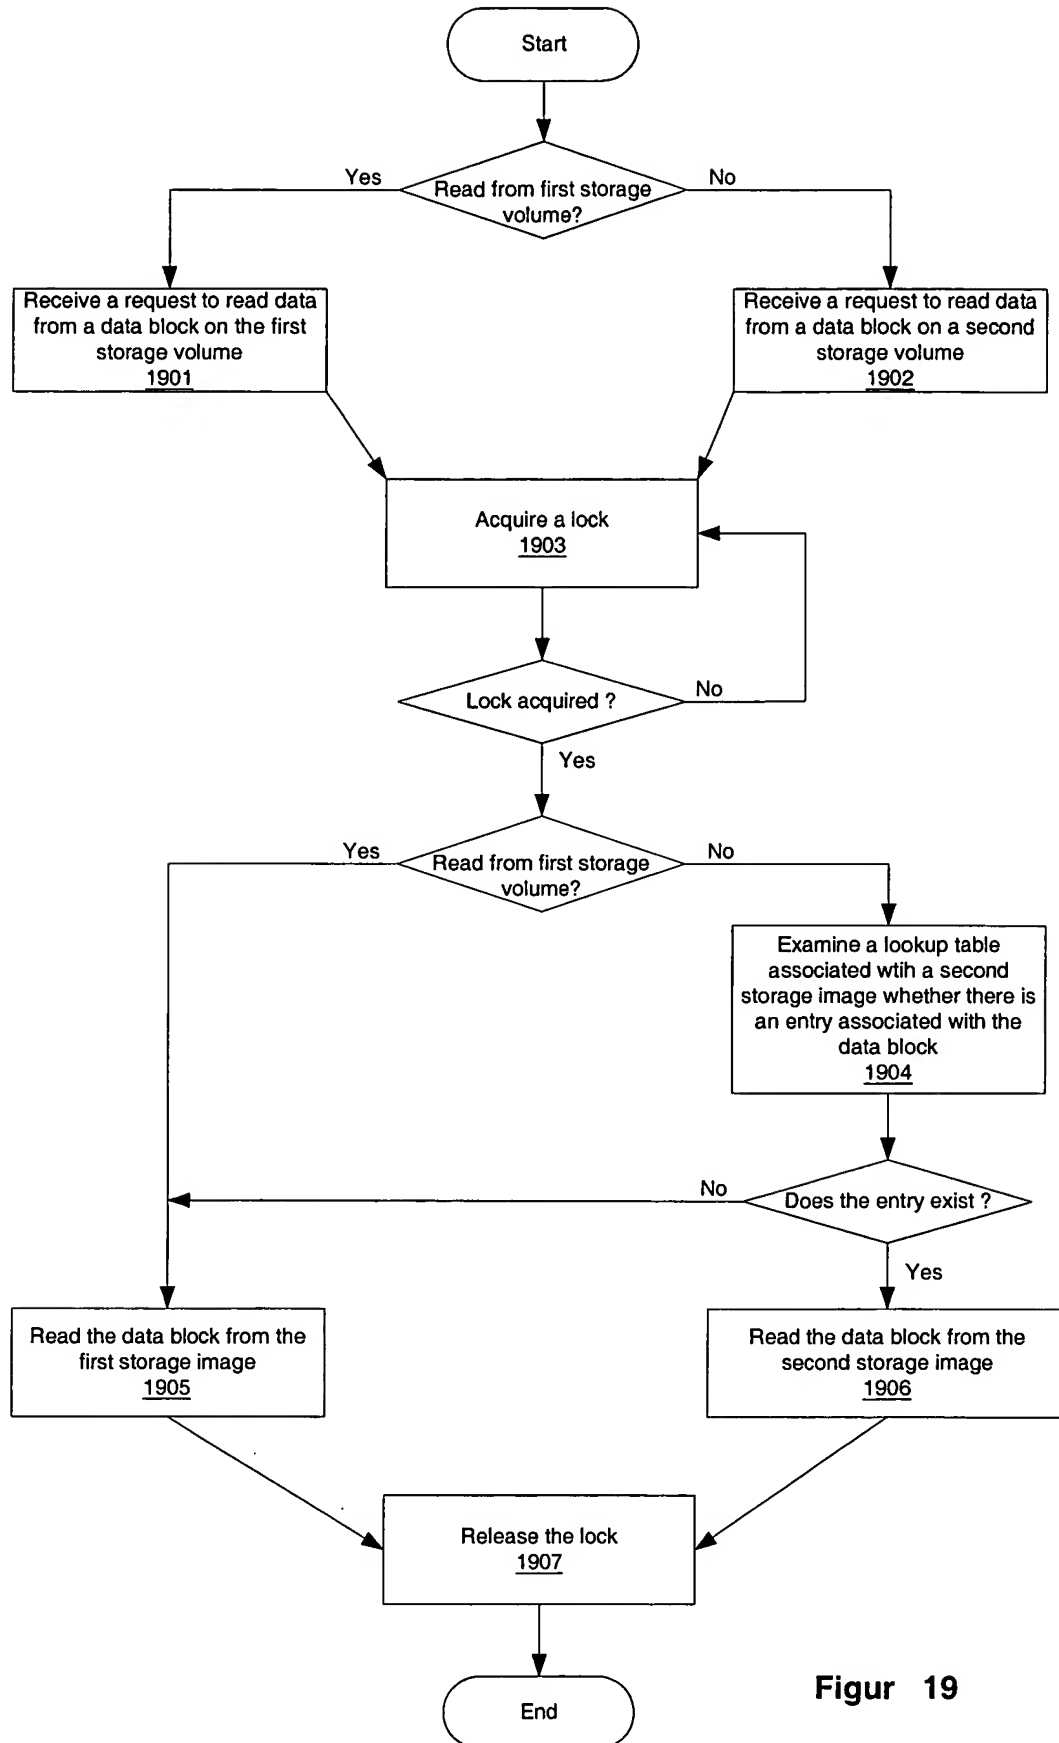 Start
Yes
Read from first storage
volume?
No
Receive a request to read data
from a data block on the first
storage volume
1901
Receive a request to read data
from a data block on a second
storage volume
1902
Acquire a lock
1903
Lock acquired ?
No
Yes
Yes
Read from first storage
volume?
No
Examine a lookup table
associated wtih a second
storage image whether there is
an entry associated with the
data block
1904
No
Does the entry exist ?
Yes
Read the data block from the
first storage image
1905
Read the data block from the
second storage image
1906
Release the lock
1907
End
Figur 19